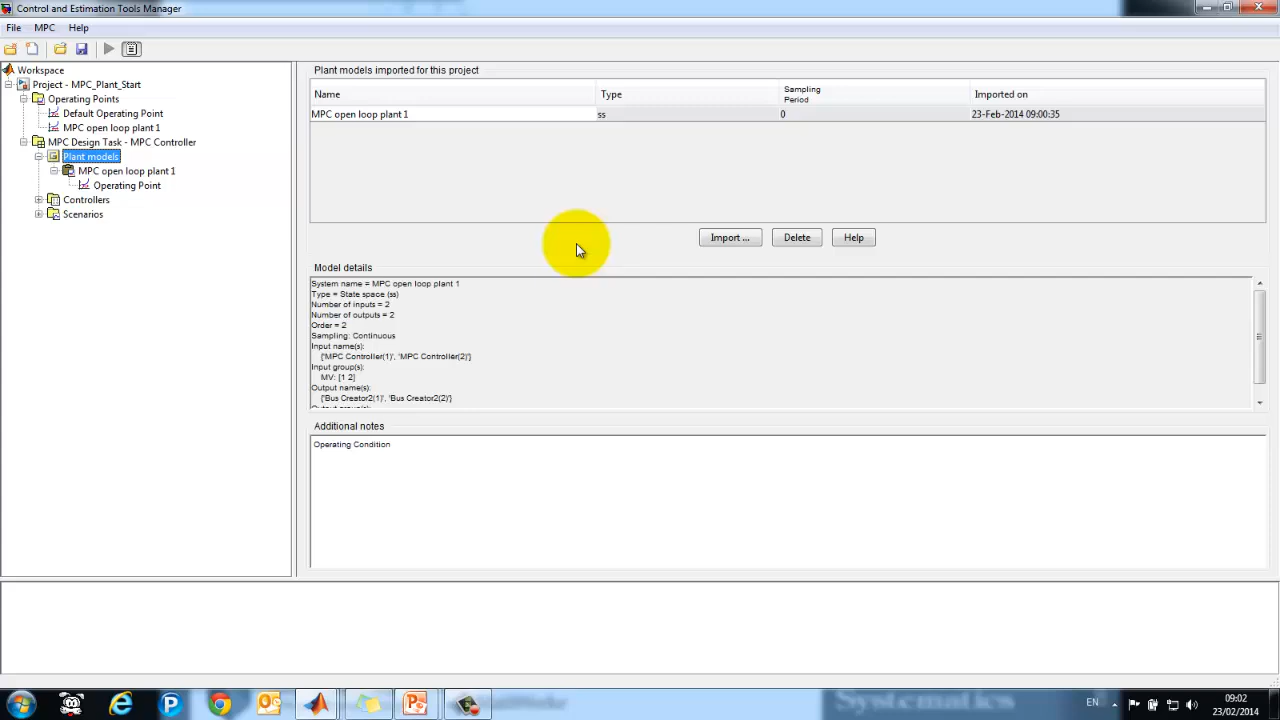 Control and Estimation Tools Manager
File MPC Help
Workspace
Project - MPC_Plant_Start
Operating Points
Default Operating Point
MPC open loop plant 1
MPC Design Task - MPC Controller
Plant models
MPC open loop plant 1
Operating Point
Controllers
Scenarios
Plant models imported for this project
Name Type Sampling Period Imported on
MPC open loop plant 1 ss 0 23-Feb-2014 09:00:35
Import ... Delete Help
Model details
System name = MPC open loop plant 1
Type = State space (ss)
Number of inputs = 2
Number of outputs = 2
Order = 2
Sampling: Continuous
Input name(s):
{'MPC Controller(1)', 'MPC Controller(2)'}
Input group(s):
MV: [1 2]
Output name(s):
{'Bus Creator2(1)', 'Bus Creator2(2)'}
Output group(s):
Additional notes
Operating Condition
Systematics
EN
09:02
23/02/2014